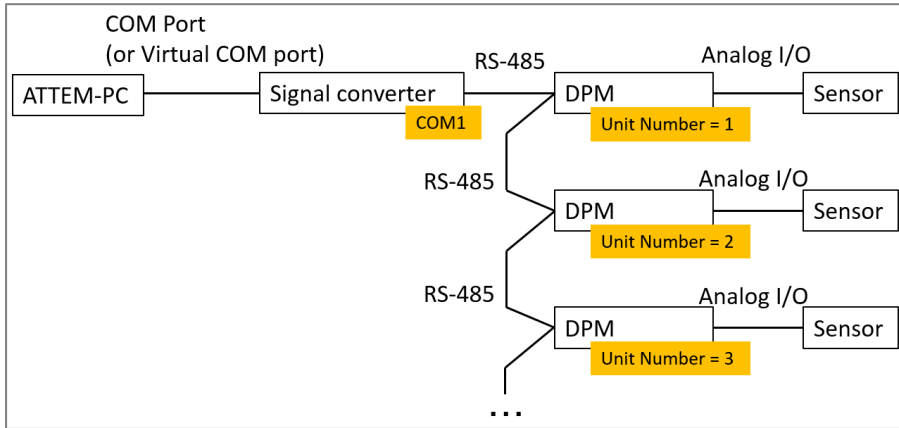 COM Port
(or Virtual COM port)
RS-485
Analog I/O
ATTEM-PC
Signal converter
DPM
Sensor
COM1
Unit Number = 1
RS-485
Analog I/O
DPM
Sensor
Unit Number = 2
RS-485
Analog I/O
DPM
Sensor
Unit Number = 3
...